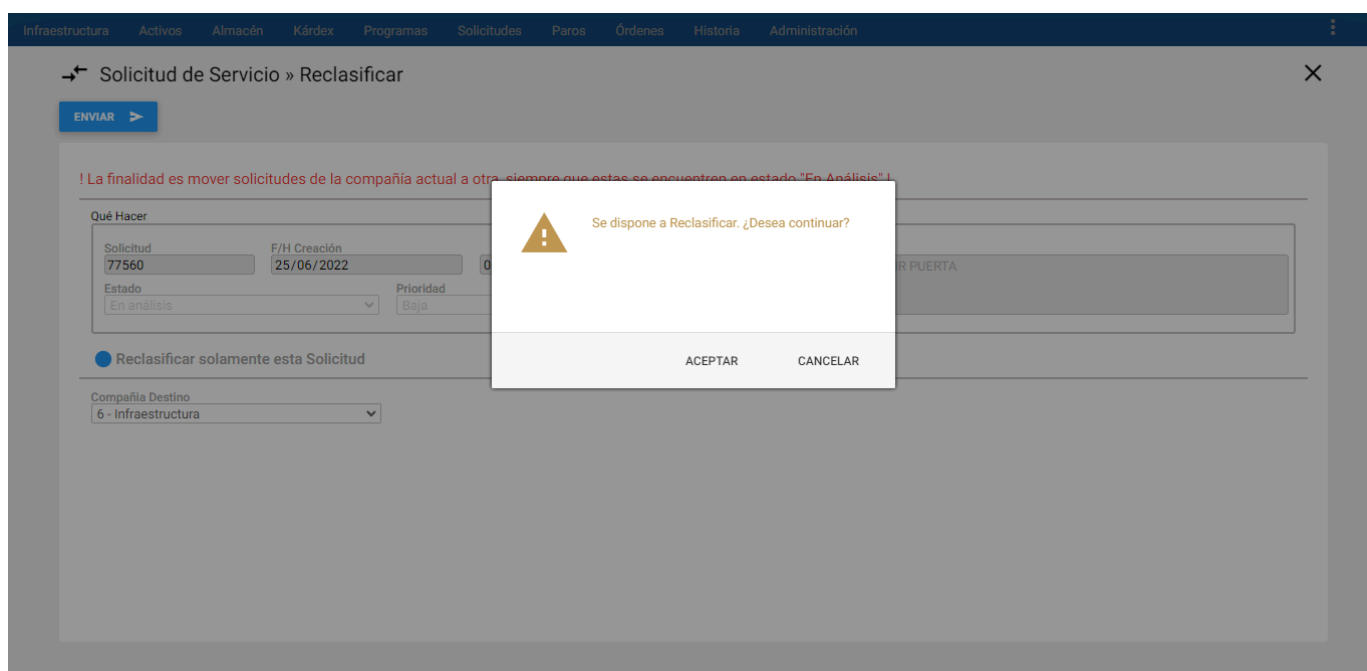 Infraestructura Activos Almacén Kárdex Programas Solicitudes Paros Órdenes Historia Administración
Solicitud de Servicio » Reclasificar
ENVIAR
! La finalidad es mover solicitudes de la compañía actual a otra, siempre que estas se encuentren en estado "En Análisis" !
Qué Hacer
Solicitud F/H Creación
77560 25/06/2022 0 R PUERTA
Estado Prioridad
En análisis Baja
Se dispone a Reclasificar. ¿Desea continuar?
ACEPTAR CANCELAR
Reclasificar solamente esta Solicitud
Compañia Destino
6 - Infraestructura